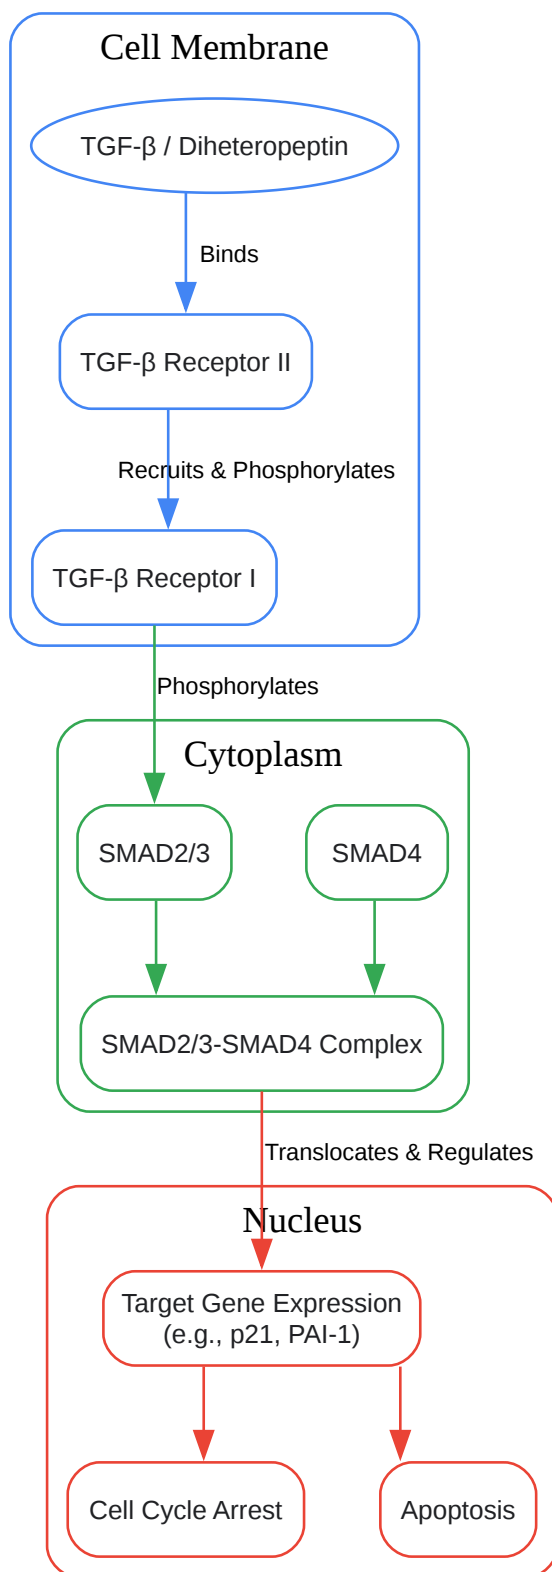 Cell Membrane
TGF-β / Diheteropeptin
Binds
TGF-β Receptor II
Recruits & Phosphorylates
TGF-β Receptor I
Phosphorylates
Cytoplasm
SMAD2/3
SMAD4
SMAD2/3-SMAD4 Complex
Translocates & Regulates
Nucleus
Target Gene Expression
(e.g., p21, PAI-1)
Cell Cycle Arrest
Apoptosis